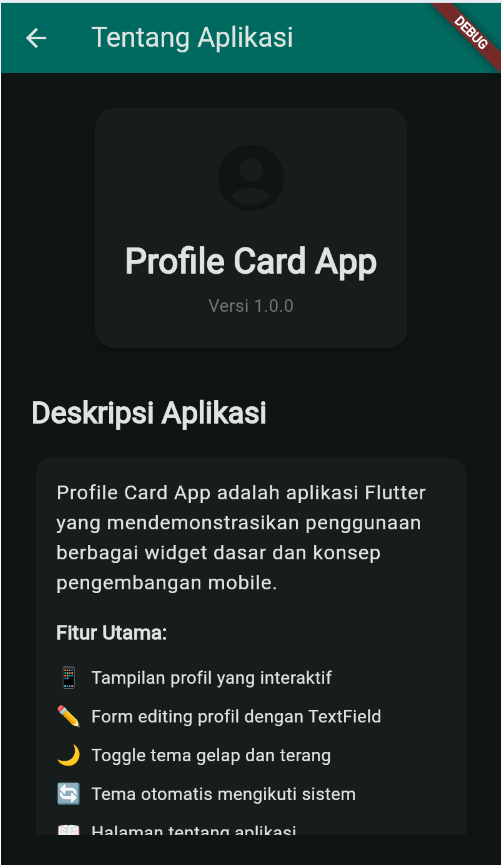 Tentang Aplikasi
DEBUG
Profile Card App
Versi 1.0.0
Deskripsi Aplikasi
Profile Card App adalah aplikasi Flutter
yang mendemonstrasikan penggunaan
berbagai widget dasar dan konsep
pengembangan mobile.
Fitur Utama:
📱 Tampilan profil yang interaktif
✏️ Form editing profil dengan TextField
🌙 Toggle tema gelap dan terang
🔄 Tema otomatis mengikuti sistem
📖 Halaman tentang aplikasi